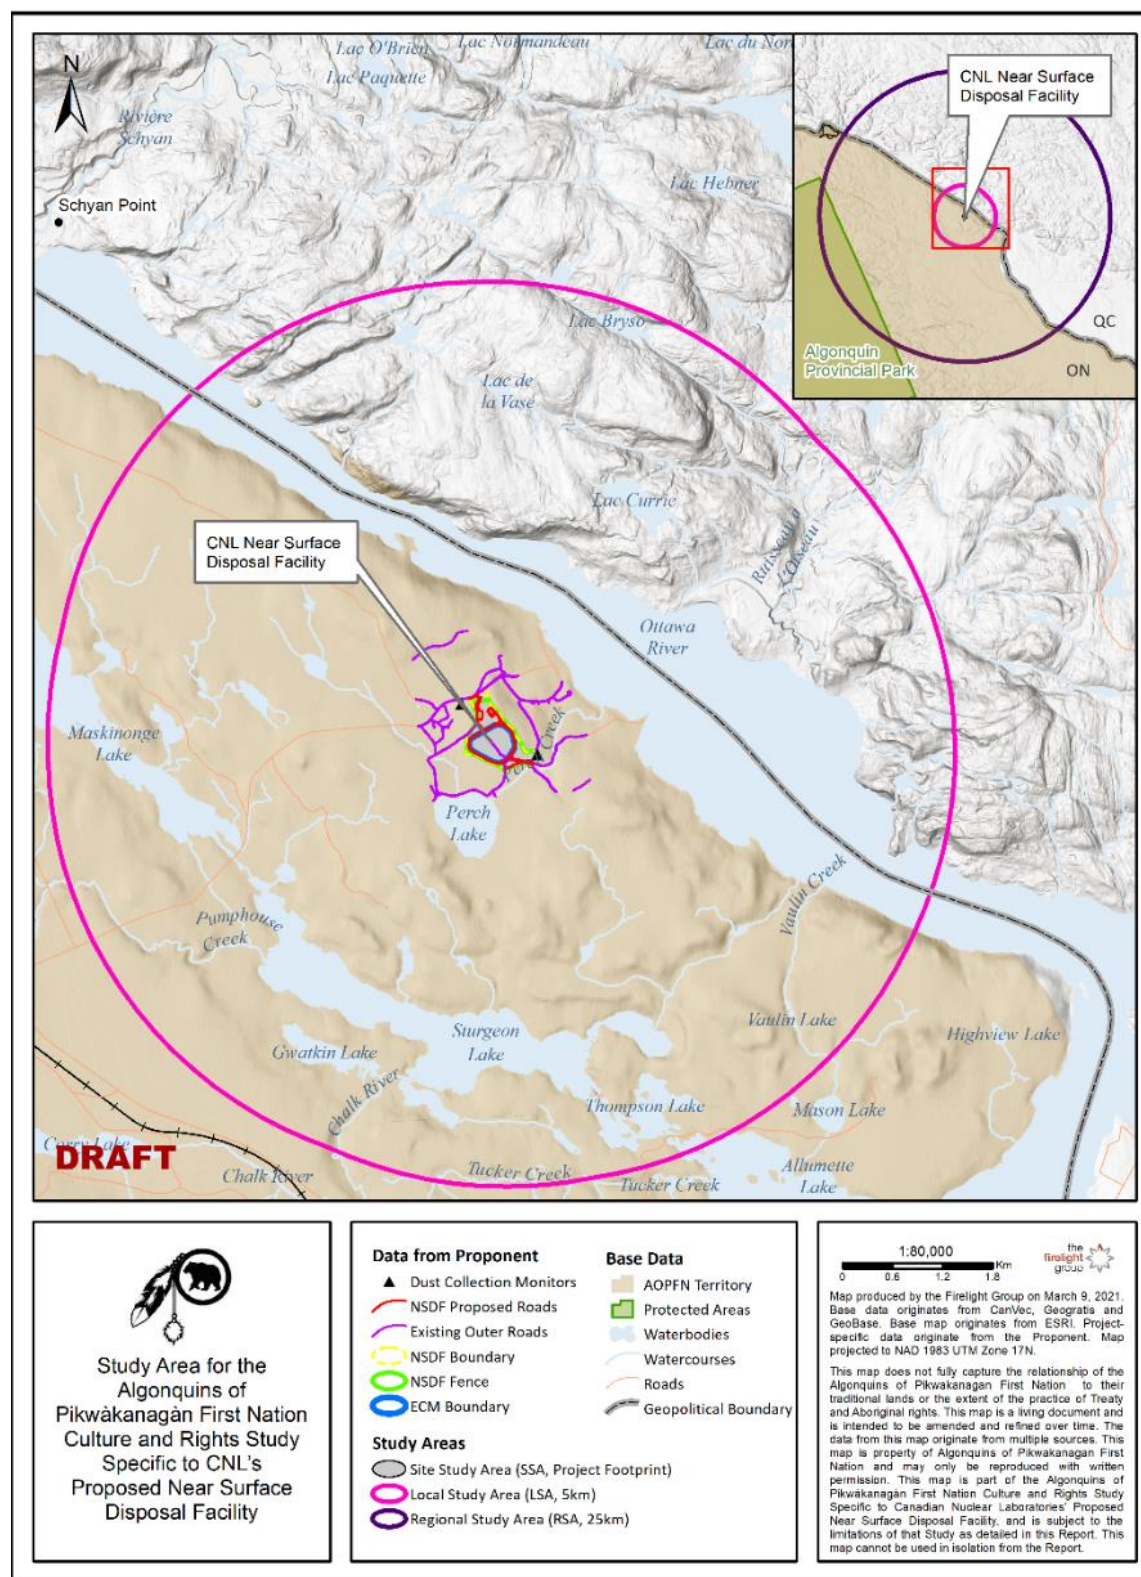 Lac O'Brien
Lac Normandeau
Lac du Nor
Lac Paquette
N
Rivière
Schyan
Lac Hebner
Schyan Point
CNL Near Surface
Disposal Facility
QC
ON
Algonquin
Provincial Park
Lac Bryso
Lac de
la Vase
Lac Currie
Ruisseau à
L'Oiseau
CNL Near Surface
Disposal Facility
Ottawa
River
Maskinonge
Lake
Perch Creek
Perch
Lake
Pumphouse
Creek
Vaulin Creek
Sturgeon
Lake
Vaulin Lake
Highview Lake
Gwatkin Lake
Chalk River
Thompson Lake
Mason Lake
Corry Lake
DRAFT
Chalk River
Tucker Creek
Tucker Creek
Allumette
Lake
Study Area for the
Algonquins of
Pikwàkanagàn First Nation
Culture and Rights Study
Specific to CNL's
Proposed Near Surface
Disposal Facility
Data from Proponent
Dust Collection Monitors
NSDF Proposed Roads
Existing Outer Roads
NSDF Boundary
NSDF Fence
ECM Boundary
Study Areas
Site Study Area (SSA, Project Footprint)
Local Study Area (LSA, 5km)
Regional Study Area (RSA, 25km)
Base Data
AOPFN Territory
Protected Areas
Waterbodies
Watercourses
Roads
Geopolitical Boundary
1:80,000
Km
0 0.6 1.2 1.8
the
firelight
group
Map produced by the Firelight Group on March 9, 2021.
Base data originates from CanVec, Geogratis and
GeoBase. Base map originates from ESRI. Project-
specific data originate from the Proponent. Map
projected to NAD 1983 UTM Zone 17N.
This map does not fully capture the relationship of the
Algonquins of Pikwakanagan First Nation to their
traditional lands or the extent of the practice of Treaty
and Aboriginal rights. This map is a living document and
is intended to be amended and refined over time. The
data from this map originate from multiple sources. This
map is property of Algonquins of Pikwakanagan First
Nation and may only be reproduced with written
permission. This map is part of the Algonquins of
Pikwàkanagàn First Nation Culture and Rights Study
Specific to Canadian Nuclear Laboratories' Proposed
Near Surface Disposal Facility, and is subject to the
limitations of that Study as detailed in this Report. This
map cannot be used in isolation from the Report.